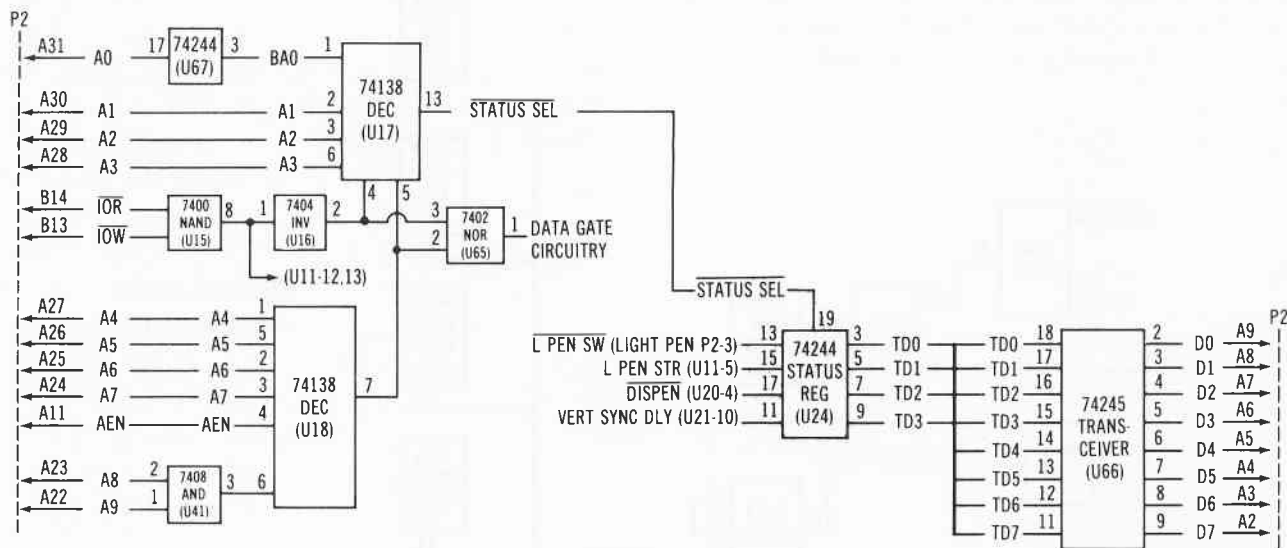 P2
A31 A0 17 74244 (U67) 3 BA0 1
74138 DEC (U17)
A30 A1 A1 2 13 STATUS SEL
A29 A2 A2 3
A28 A3 A3 6
4 5
B14 IOR 7400 NAND (U15) 8 1 7404 INV (U16) 2 3 7402 NOR (U65) 1 DATA GATE CIRCUITRY
B13 IOW 2
(U11-12,13)
STATUS SEL
A27 A4 A4 1
A26 A5 A5 5
A25 A6 A6 2
A24 A7 A7 3 74138 DEC (U18) 7
A11 AEN AEN 4
A23 A8 2 7408 AND (U41) 3 6
A22 A9 1
19
L PEN SW (LIGHT PEN P2-3) 13 74244 STATUS REG (U24) 3 TD0
L PEN STR (U11-5) 15 5 TD1
DISPEN (U20-4) 17 7 TD2
VERT SYNC DLY (U21-10) 11 9 TD3
P2
TD0 18 2 D0 A9
TD1 17 3 D1 A8
TD2 16 4 D2 A7
TD3 15 74245 TRANS- CEIVER (U66) 5 D3 A6
TD4 14 6 D4 A5
TD5 13 7 D5 A4
TD6 12 8 D6 A3
TD7 11 9 D7 A2